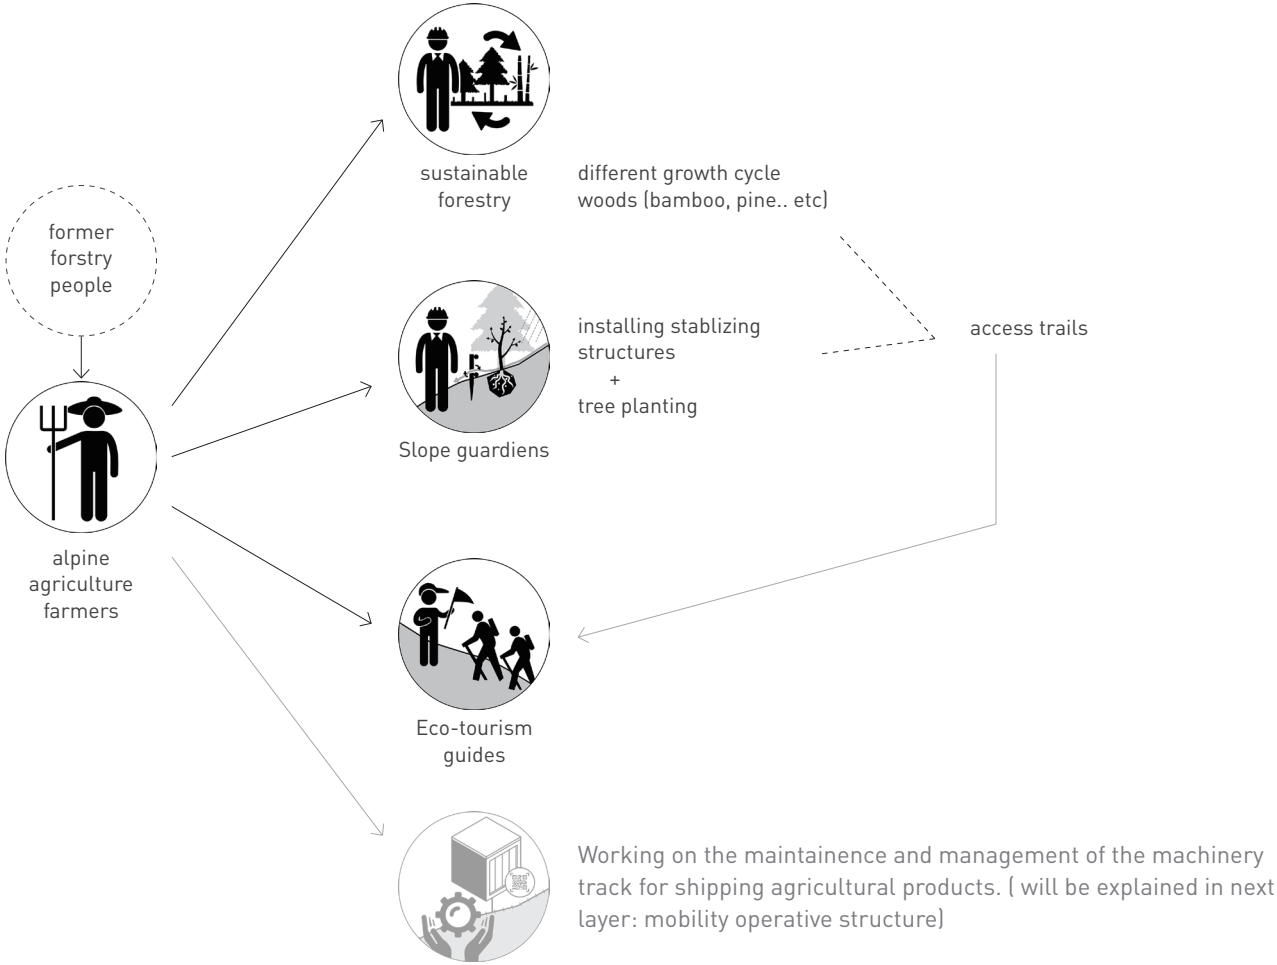 sustainable
forestry
different growth cycle
woods (bamboo, pine.. etc)
former
forstry
people
installing stablizing
structures
+
tree planting
access trails
Slope guardiens
alpine
agriculture
farmers
Eco-tourism
guides
Working on the maintainence and management of the machinery
track for shipping agricultural products. ( will be explained in next
layer: mobility operative structure)